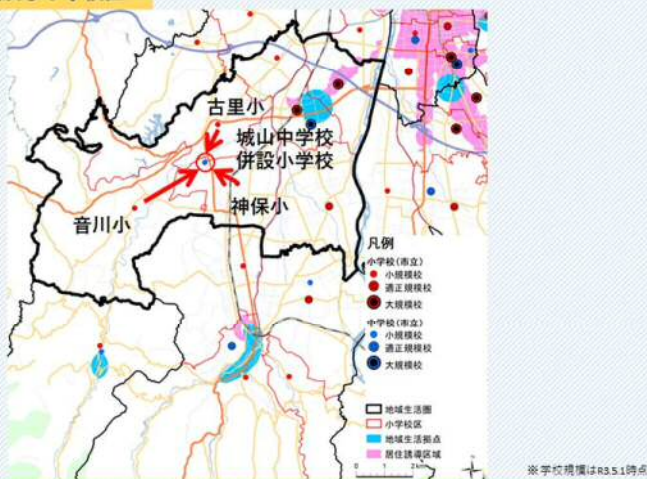 古里小
城山中学校
併設小学校
神保小
音川小
凡例
小学校(市立)
小規模校
適正規模校
大規模校
中学校(市立)
小規模校
適正規模校
大規模校
地域生活圏
小学校区
地域生活拠点
居住誘導区域
0 1 2km
※学校規模はR3.5.1時点